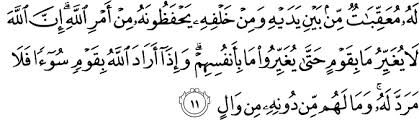 لَهُۥ مُعَقِّبَٰتٌ مِّنۢ بَيْنِ يَدَيْهِ وَمِنْ خَلْفِهِۦ يَحْفَظُونَهُۥ مِنْ أَمْرِ ٱللَّهِ ۗ إِنَّ ٱللَّهَ
لَا يُغَيِّرُ مَا بِقَوْمٍ حَتَّىٰ يُغَيِّرُوا۟ مَا بِأَنفُسِهِمْ ۗ وَإِذَآ أَرَادَ ٱللَّهُ بِقَوْمٍ سُوٓءًا فَلَا
مَرَدَّ لَهُۥ ۚ وَمَا لَهُم مِّن دُونِهِۦ مِن وَالٍ ١١